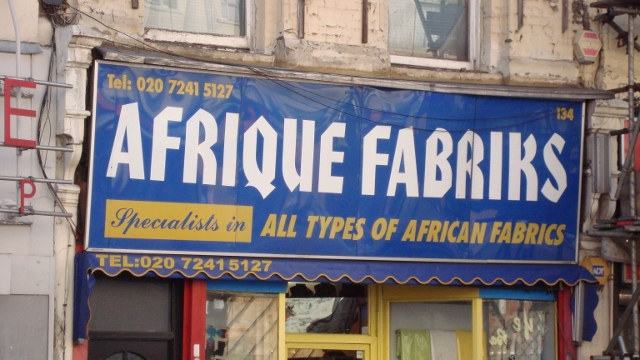 Tel: 020 7241 5127
134
AFRIQUE FABRIKS
Specialists in ALL TYPES OF AFRICAN FABRICS
TEL:020 72415127
E
P